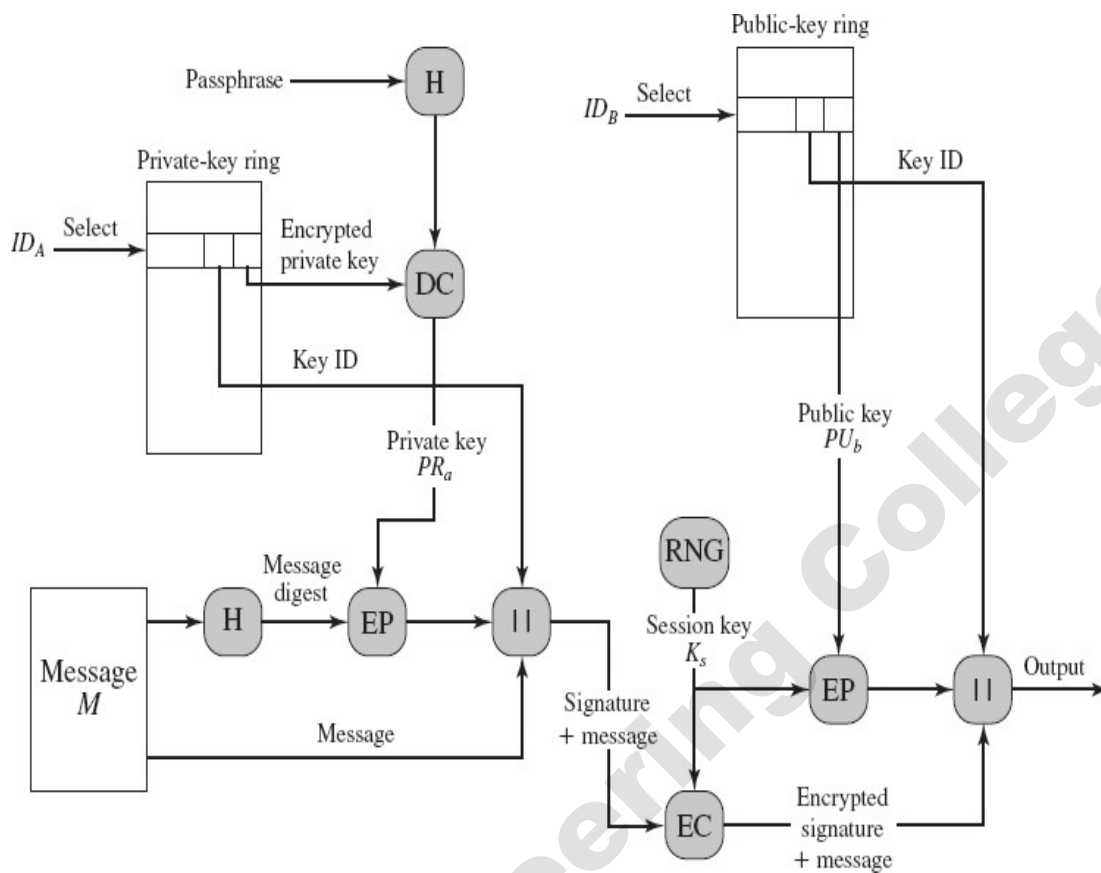 Public-key ring
Passphrase
H
ID_B
Select
Key ID
Private-key ring
ID_A
Select
Encrypted
private key
DC
Key ID
Private key
PR_a
Public key
PU_b
RNG
Session key
K_s
Message
M
H
Message
digest
EP
||
Message
Signature
+ message
EP
||
Output
EC
Encrypted
signature
+ message
ering College